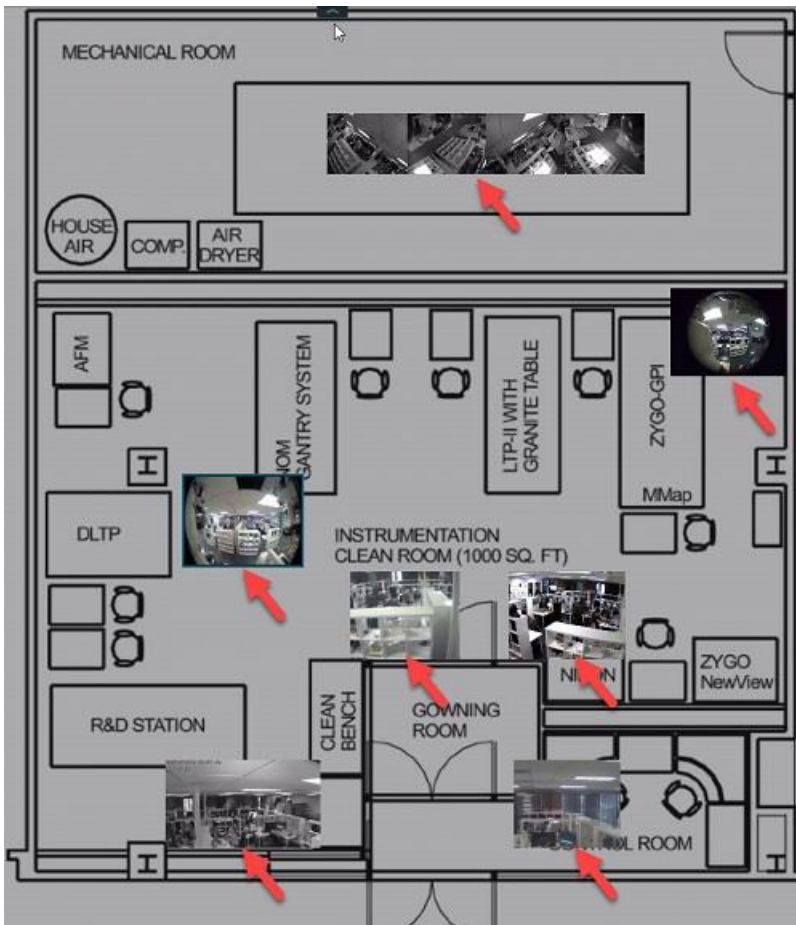 MECHANICAL ROOM
HOUSE
AIR
COMP.
AIR
DRYER
AFM
NOM
GANTRY SYSTEM
LTP-II WITH
GRANITE TABLE
ZYGO-GPI
MMap
H
H
DLTP
INSTRUMENTATION
CLEAN ROOM (1000 SQ. FT)
ZYGO
NewView
R&D STATION
CLEAN
BENCH
GOWNING
ROOM
ROOM
H
H